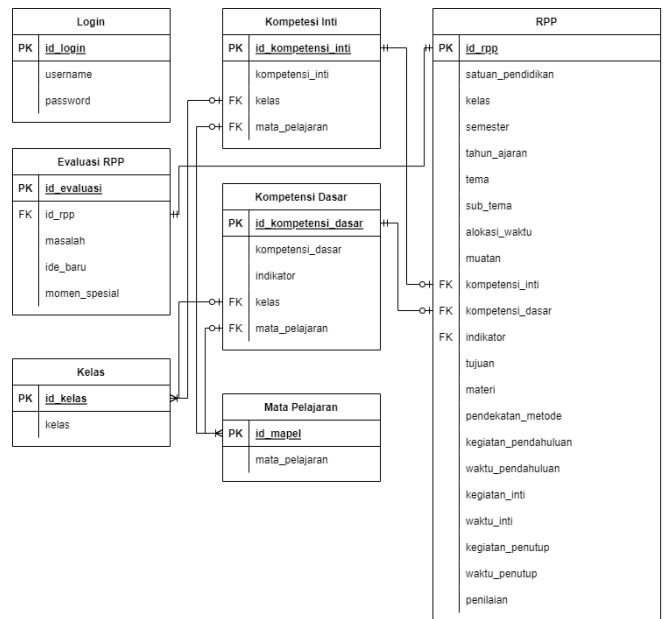 Login
PK id_login
username
password
Evaluasi RPP
PK id_evaluasi
FK id_rpp
masalah
ide_baru
momen_spesial
Kelas
PK id_kelas
kelas
Kompetesi Inti
PK id_kompetensi_inti
kompetensi_inti
FK kelas
FK mata_pelajaran
Kompetensi Dasar
PK id_kompetensi_dasar
kompetensi_dasar
indikator
FK kelas
FK mata_pelajaran
Mata Pelajaran
PK id_mapel
mata_pelajaran
RPP
PK id_rpp
satuan_pendidikan
kelas
semester
tahun_ajaran
tema
sub_tema
alokasi_waktu
muatan
FK kompetensi_inti
FK kompetensi_dasar
FK indikator
tujuan
materi
pendekatan_metode
kegiatan_pendahuluan
waktu_pendahuluan
kegiatan_inti
waktu_inti
kegiatan_penutup
waktu_penutup
penilaian